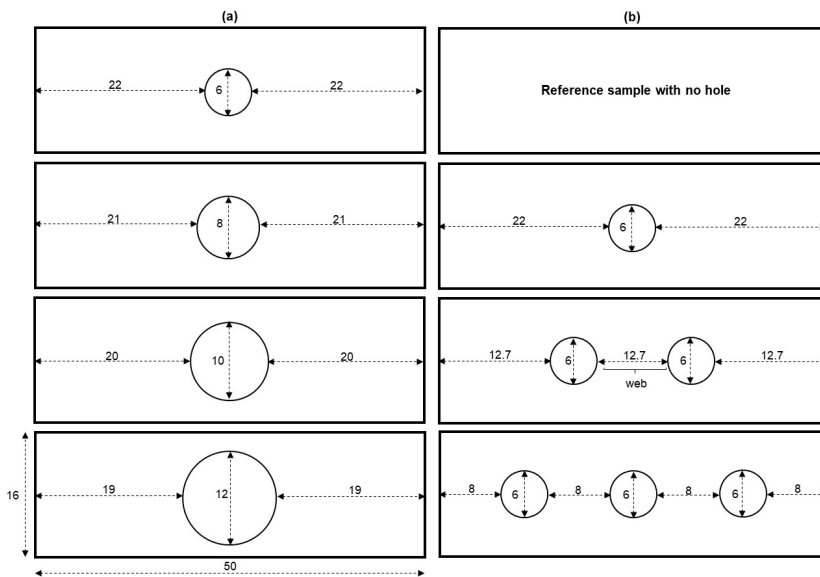 (a)
22 6 22
21 8 21
20 10 20
16
19 12 19
50
(b)
Reference sample with no hole
22 6 22
12.7 6 12.7 6 12.7
web
8 6 8 6 8 6 8